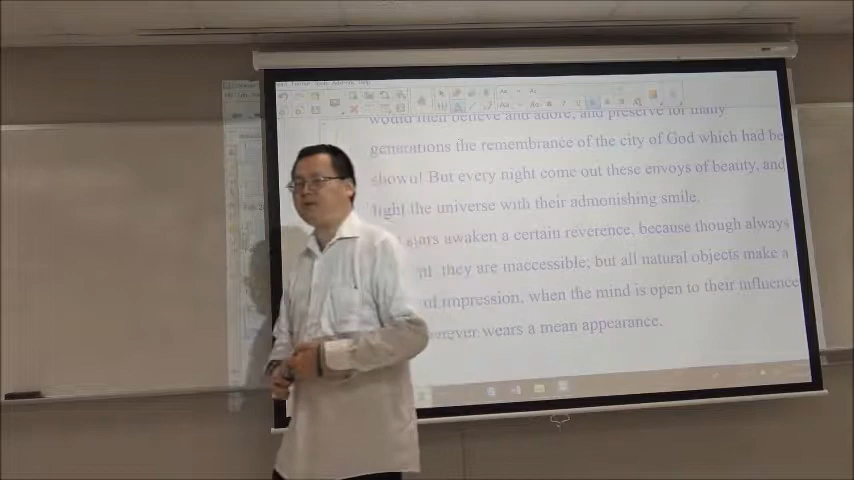 would then believe and adore, and preserve for many
generations the remembrance of the city of God which had be
shown! But every night come out these envoys of beauty, and
light the universe with their admonishing smile.
stars awaken a certain reverence, because though always
they are inaccessible; but all natural objects make a
impression, when the mind is open to their influence
wears a mean appearance.